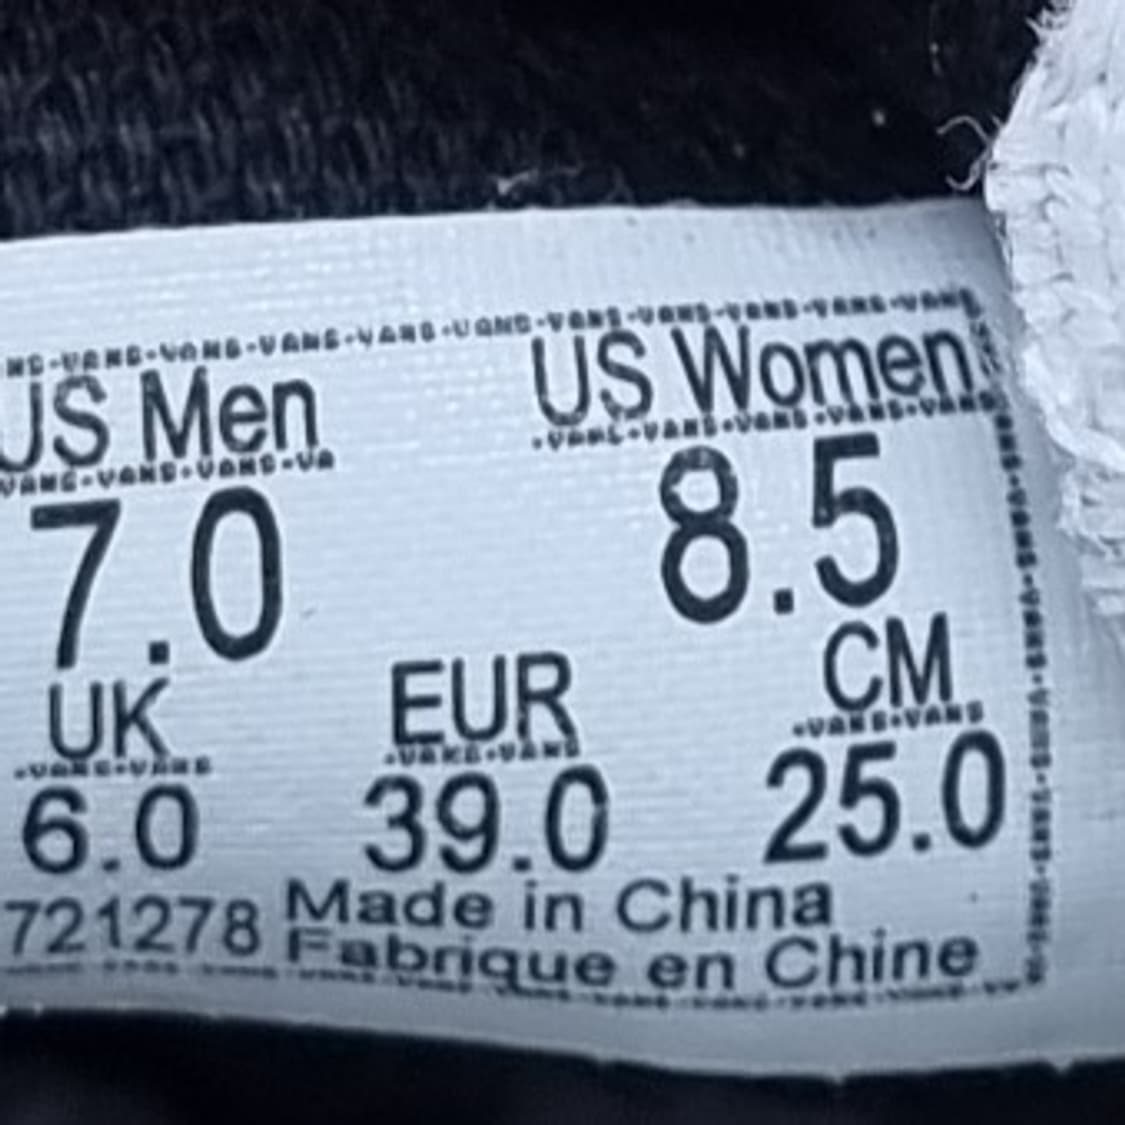 US Men US Women
7.0 8.5
UK EUR CM
6.0 39.0 25.0
721278 Made in China
Fabrique en Chine